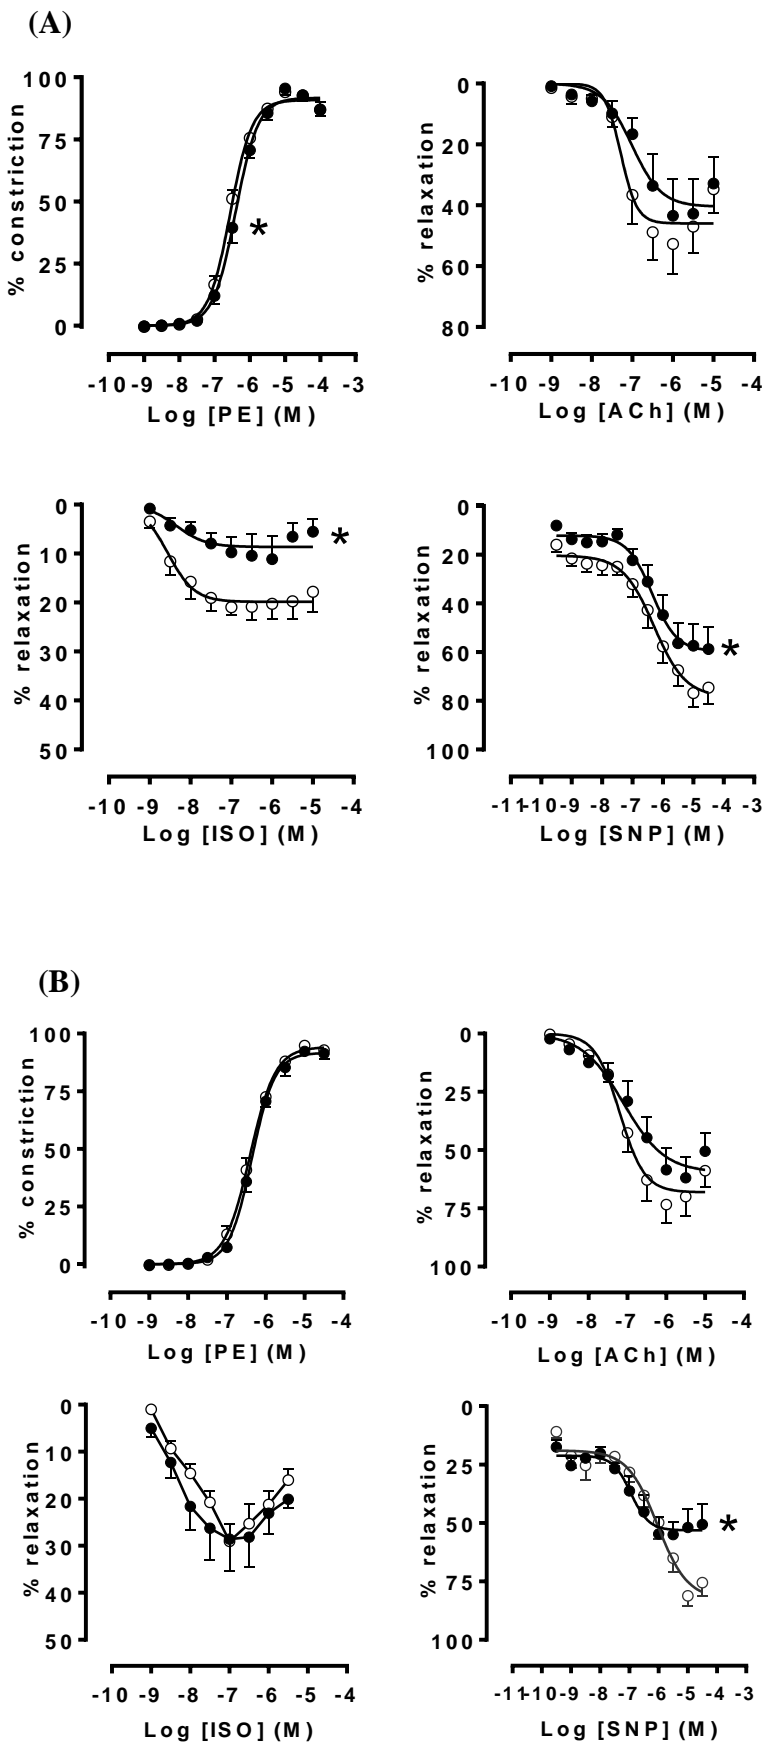 (A)
100
75
50
25
0
% constriction
-10 -9 -8 -7 -6 -5 -4 -3
Log [PE] (M)
0
20
40
60
80
% relaxation
-10 -9 -8 -7 -6 -5 -4
Log [ACh] (M)
0
10
20
30
40
50
% relaxation
*
-10 -9 -8 -7 -6 -5 -4
Log [ISO] (M)
0
20
40
60
80
100
% relaxation
*
-11-10-9 -8 -7 -6 -5 -4 -3
Log [SNP] (M)
*
(B)
100
75
50
25
0
% constriction
-10 -9 -8 -7 -6 -5 -4
Log [PE] (M)
0
25
50
75
100
% relaxation
-10 -9 -8 -7 -6 -5 -4
Log [ACh] (M)
0
10
20
30
40
50
% relaxation
-10 -9 -8 -7 -6 -5 -4
Log [ISO] (M)
0
25
50
75
100
% relaxation
*
-11-10-9 -8 -7 -6 -5 -4 -3
Log [SNP] (M)